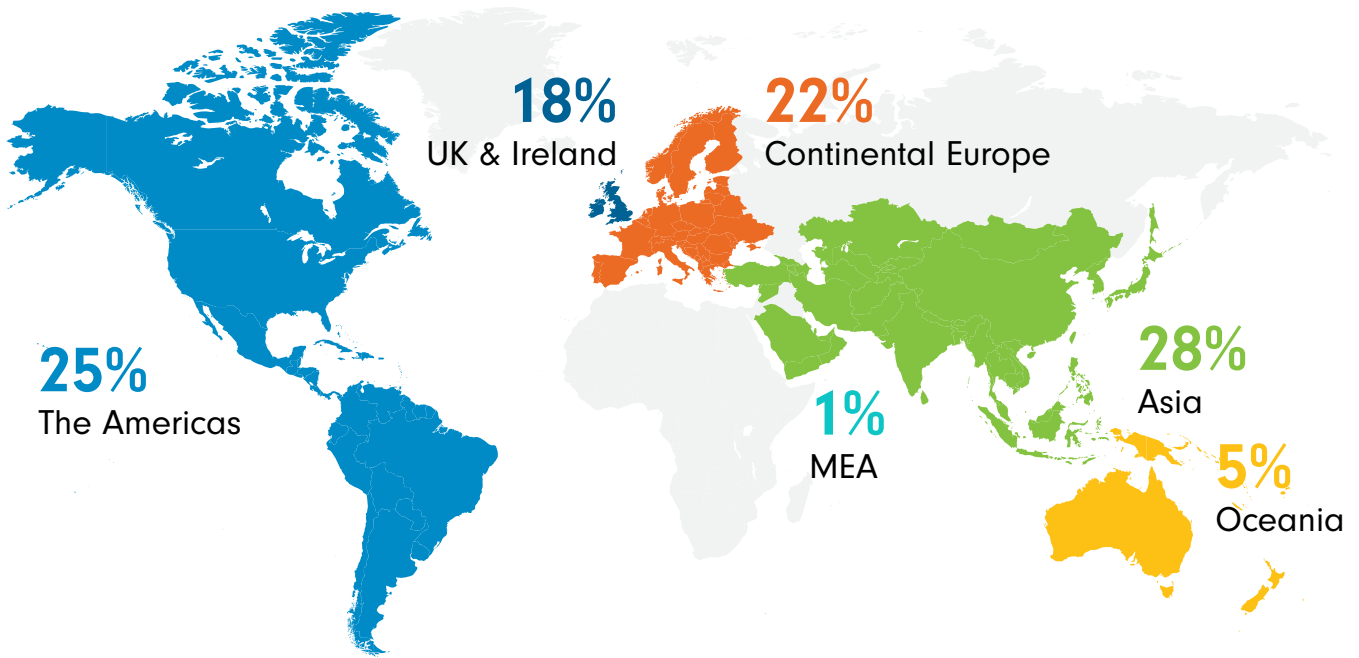 18%
UK & Ireland
22%
Continental Europe
25%
The Americas
28%
Asia
1%
MEA
5%
Oceania